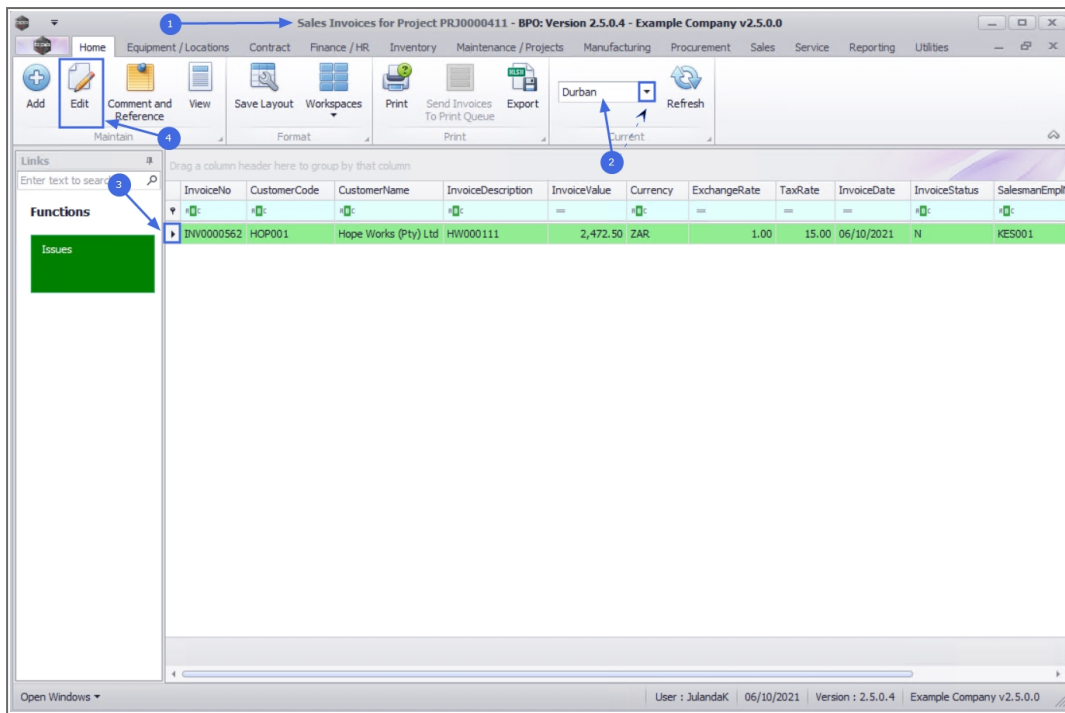 1
Sales Invoices for Project PRJ0000411 - BPO: Version 2.5.0.4 - Example Company v2.5.0.0
Home Equipment / Locations Contract Finance / HR Inventory Maintenance / Projects Manufacturing Procurement Sales Service Reporting Utilities
Add Edit Comment and Reference View Save Layout Workspaces Print Send Invoices To Print Queue Export Durban Refresh
Maintain 4 Format Print Current 2
Links
Drag a column header here to group by that column
Enter text to search 3
InvoiceNo CustomerCode CustomerName InvoiceDescription InvoiceValue Currency ExchangeRate TaxRate InvoiceDate InvoiceStatus SalesmanEmpl
Functions
INV0000562 HOP001 Hope Works (Pty) Ltd HW000111 2,472.50 ZAR 1.00 15.00 06/10/2021 N KES001
Issues
Open Windows User : JulandaK 06/10/2021 Version : 2.5.0.4 Example Company v2.5.0.0